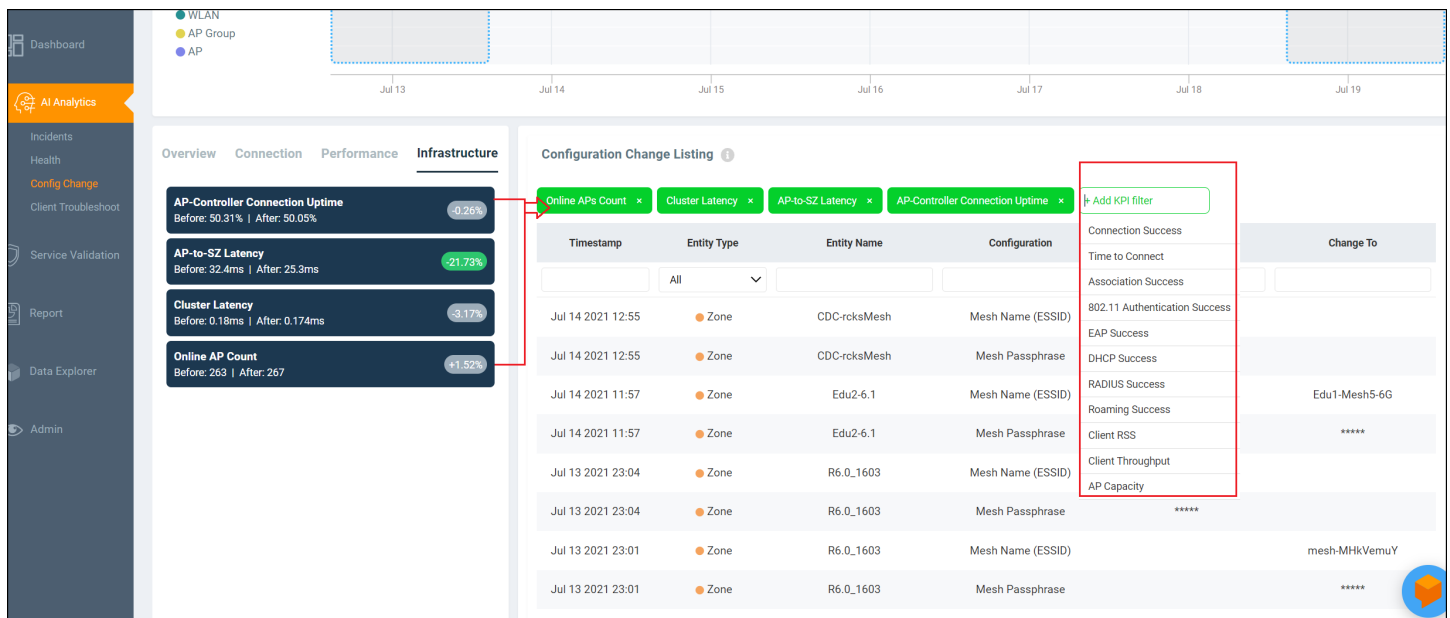 Dashboard
AI Analytics
Incidents
Health
Config Change
Client Troubleshoot
Service Validation
Report
Data Explorer
Admin
WLAN
AP Group
AP
Jul 13 Jul 14 Jul 15 Jul 16 Jul 17 Jul 18 Jul 19
Overview Connection Performance Infrastructure
AP-Controller Connection Uptime
Before: 50.31% | After: 50.05%
-0.26%
AP-to-SZ Latency
Before: 32.4ms | After: 25.3ms
-21.73%
Cluster Latency
Before: 0.18ms | After: 0.174ms
-3.17%
Online AP Count
Before: 263 | After: 267
+1.52%
Configuration Change Listing
Online APs Count × Cluster Latency × AP-to-SZ Latency × AP-Controller Connection Uptime × + Add KPI filter
Connection Success
Time to Connect
Association Success
802.11 Authentication Success
EAP Success
DHCP Success
RADIUS Success
Roaming Success
Client RSS
Client Throughput
AP Capacity
Timestamp Entity Type Entity Name Configuration Change To
All
Jul 14 2021 12:55 Zone CDC-rcksMesh Mesh Name (ESSID)
Jul 14 2021 12:55 Zone CDC-rcksMesh Mesh Passphrase
Jul 14 2021 11:57 Zone Edu2-6.1 Mesh Name (ESSID) Edu1-Mesh5-6G
Jul 14 2021 11:57 Zone Edu2-6.1 Mesh Passphrase *****
Jul 13 2021 23:04 Zone R6.0_1603 Mesh Name (ESSID)
Jul 13 2021 23:04 Zone R6.0_1603 Mesh Passphrase *****
Jul 13 2021 23:01 Zone R6.0_1603 Mesh Name (ESSID) mesh-MHkVemuY
Jul 13 2021 23:01 Zone R6.0_1603 Mesh Passphrase *****